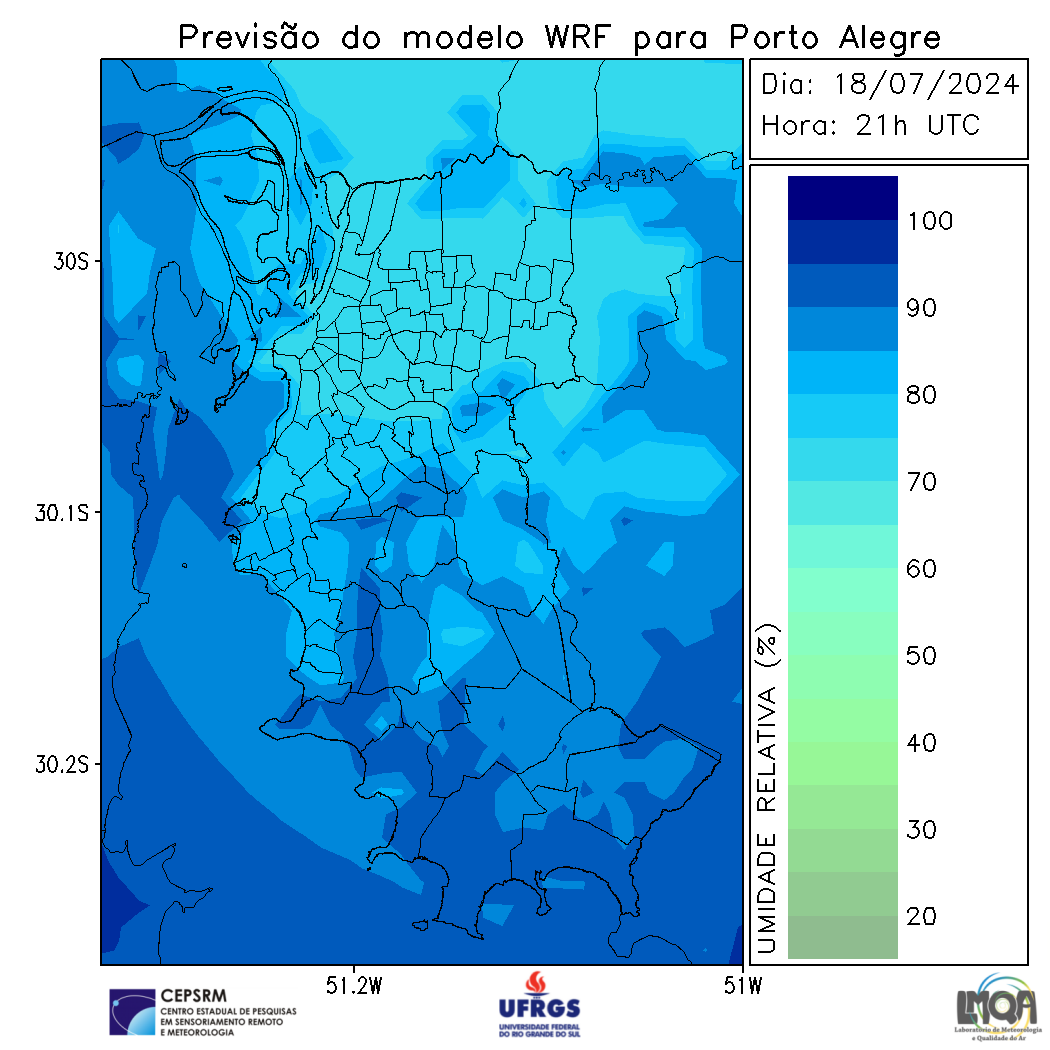 Previsão do modelo WRF para Porto Alegre
Dia: 18/07/2024
Hora: 21h UTC
30S
30.1S
30.2S
51.2W
51W
UMIDADE RELATIVA (%)
100
90
80
70
60
50
40
30
20
CEPSRM
CENTRO ESTADUAL DE PESQUISAS
EM SENSORIAMENTO REMOTO
E METEOROLOGIA
UFRGS
UNIVERSIDADE FEDERAL
DO RIO GRANDE DO SUL
LMQA
Laboratório de Meteorologia
e Qualidade do Ar